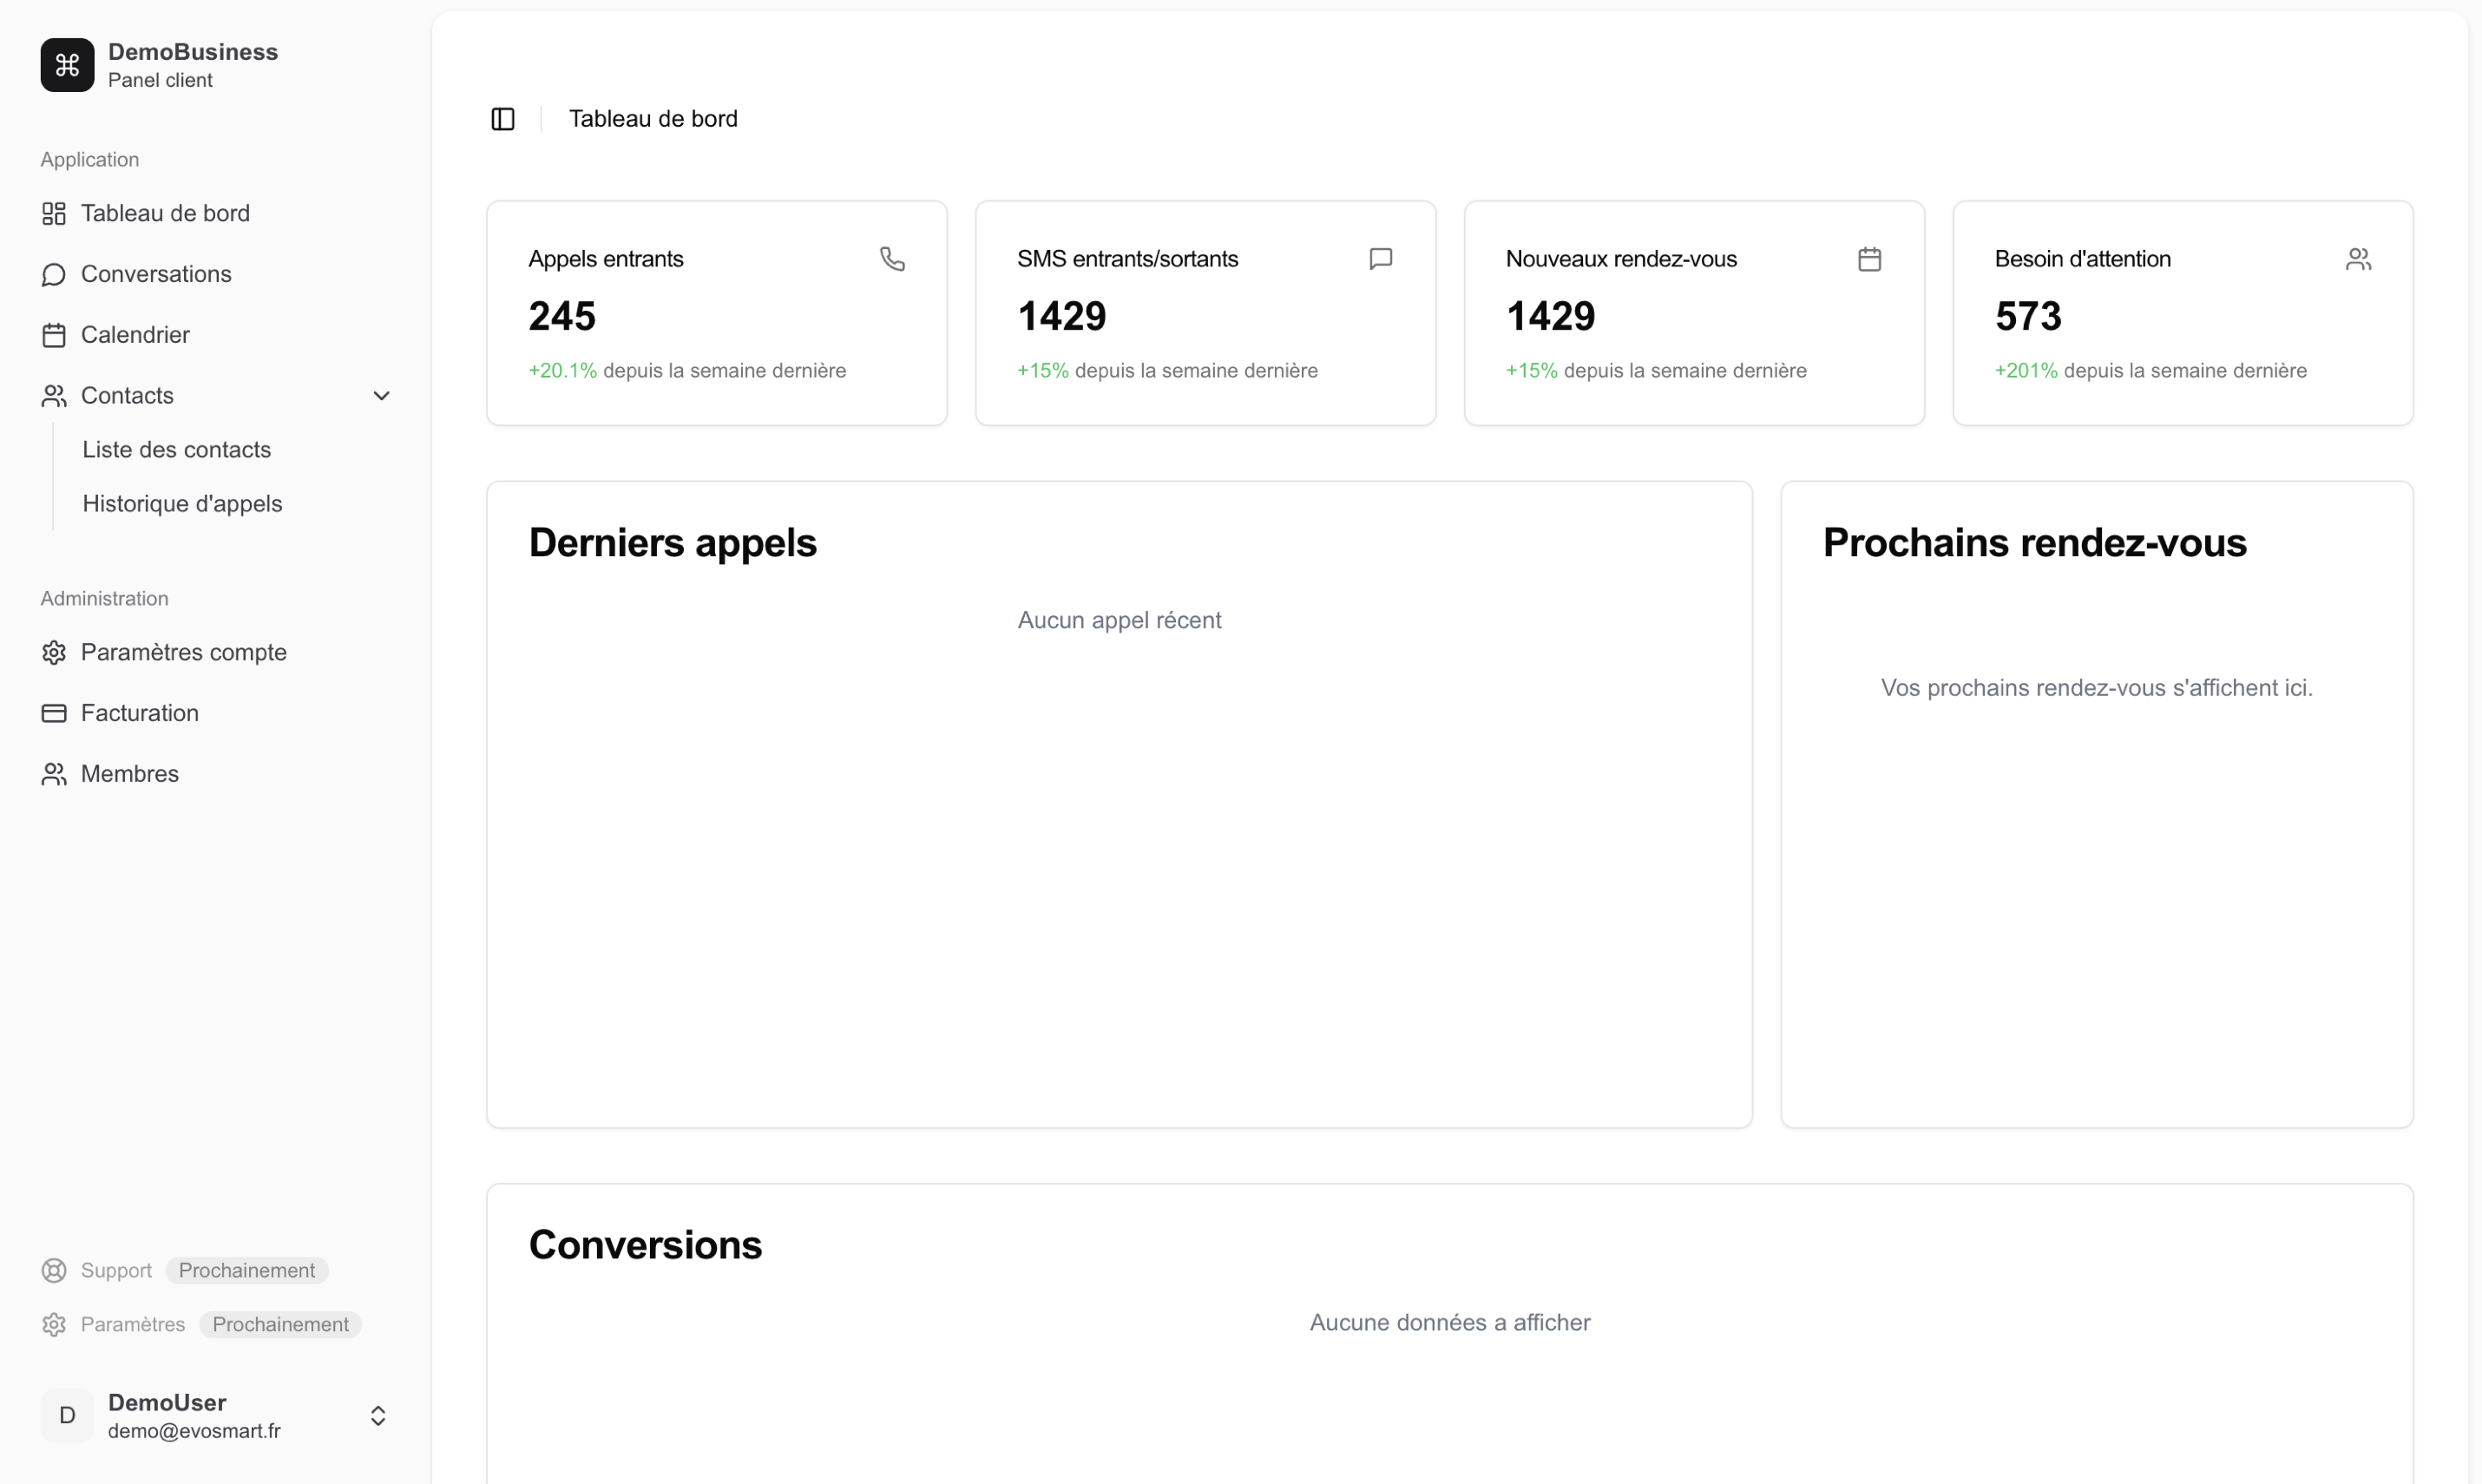 DemoBusiness
Panel client
Application
Tableau de bord
Conversations
Calendrier
Contacts
Liste des contacts
Historique d'appels
Administration
Paramètres compte
Facturation
Membres
Support Prochainement
Paramètres Prochainement
D
DemoUser
demo@evosmart.fr
Tableau de bord
Appels entrants
245
+20.1% depuis la semaine dernière
SMS entrants/sortants
1429
+15% depuis la semaine dernière
Nouveaux rendez-vous
1429
+15% depuis la semaine dernière
Besoin d'attention
573
+201% depuis la semaine dernière
Derniers appels
Aucun appel récent
Prochains rendez-vous
Vos prochains rendez-vous s'affichent ici.
Conversions
Aucune données a afficher